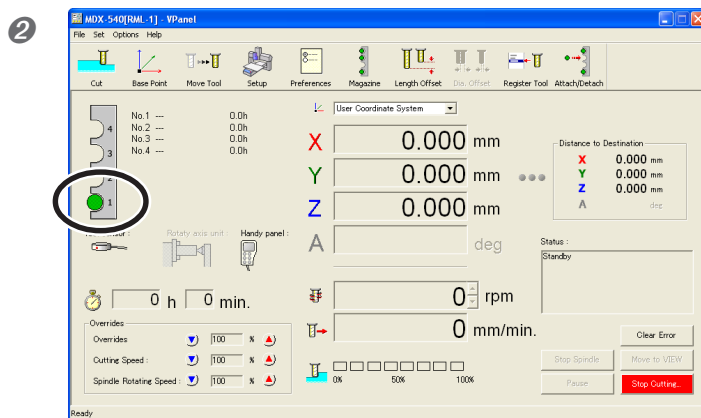 2
MDX-540[RML-1] - VPanel
File Set Options Help
Cut Base Point Move Tool Setup Preferences Magazine Length Offset Dia. Offset Register Tool Attach/Detach
No.1 --- 0.0h
No.2 --- 0.0h
No.3 --- 0.0h
No.4 --- 0.0h
4
3
2
1
User Coordinate System
X 0.000 mm
Y 0.000 mm
Z 0.000 mm
A deg
Distance to Destination
X 0.000 mm
Y 0.000 mm
Z 0.000 mm
A deg
Rotaty axis unit : Handy panel :
Status :
Standby
0 h 0 min.
0 rpm
0 mm/min.
Overrides
Overrides 100 %
Cutting Speed : 100 %
Spindle Rotating Speed : 100 %
0% 50% 100%
Clear Error
Stop Spindle Move to VIEW
Pause Stop Cutting...
Ready